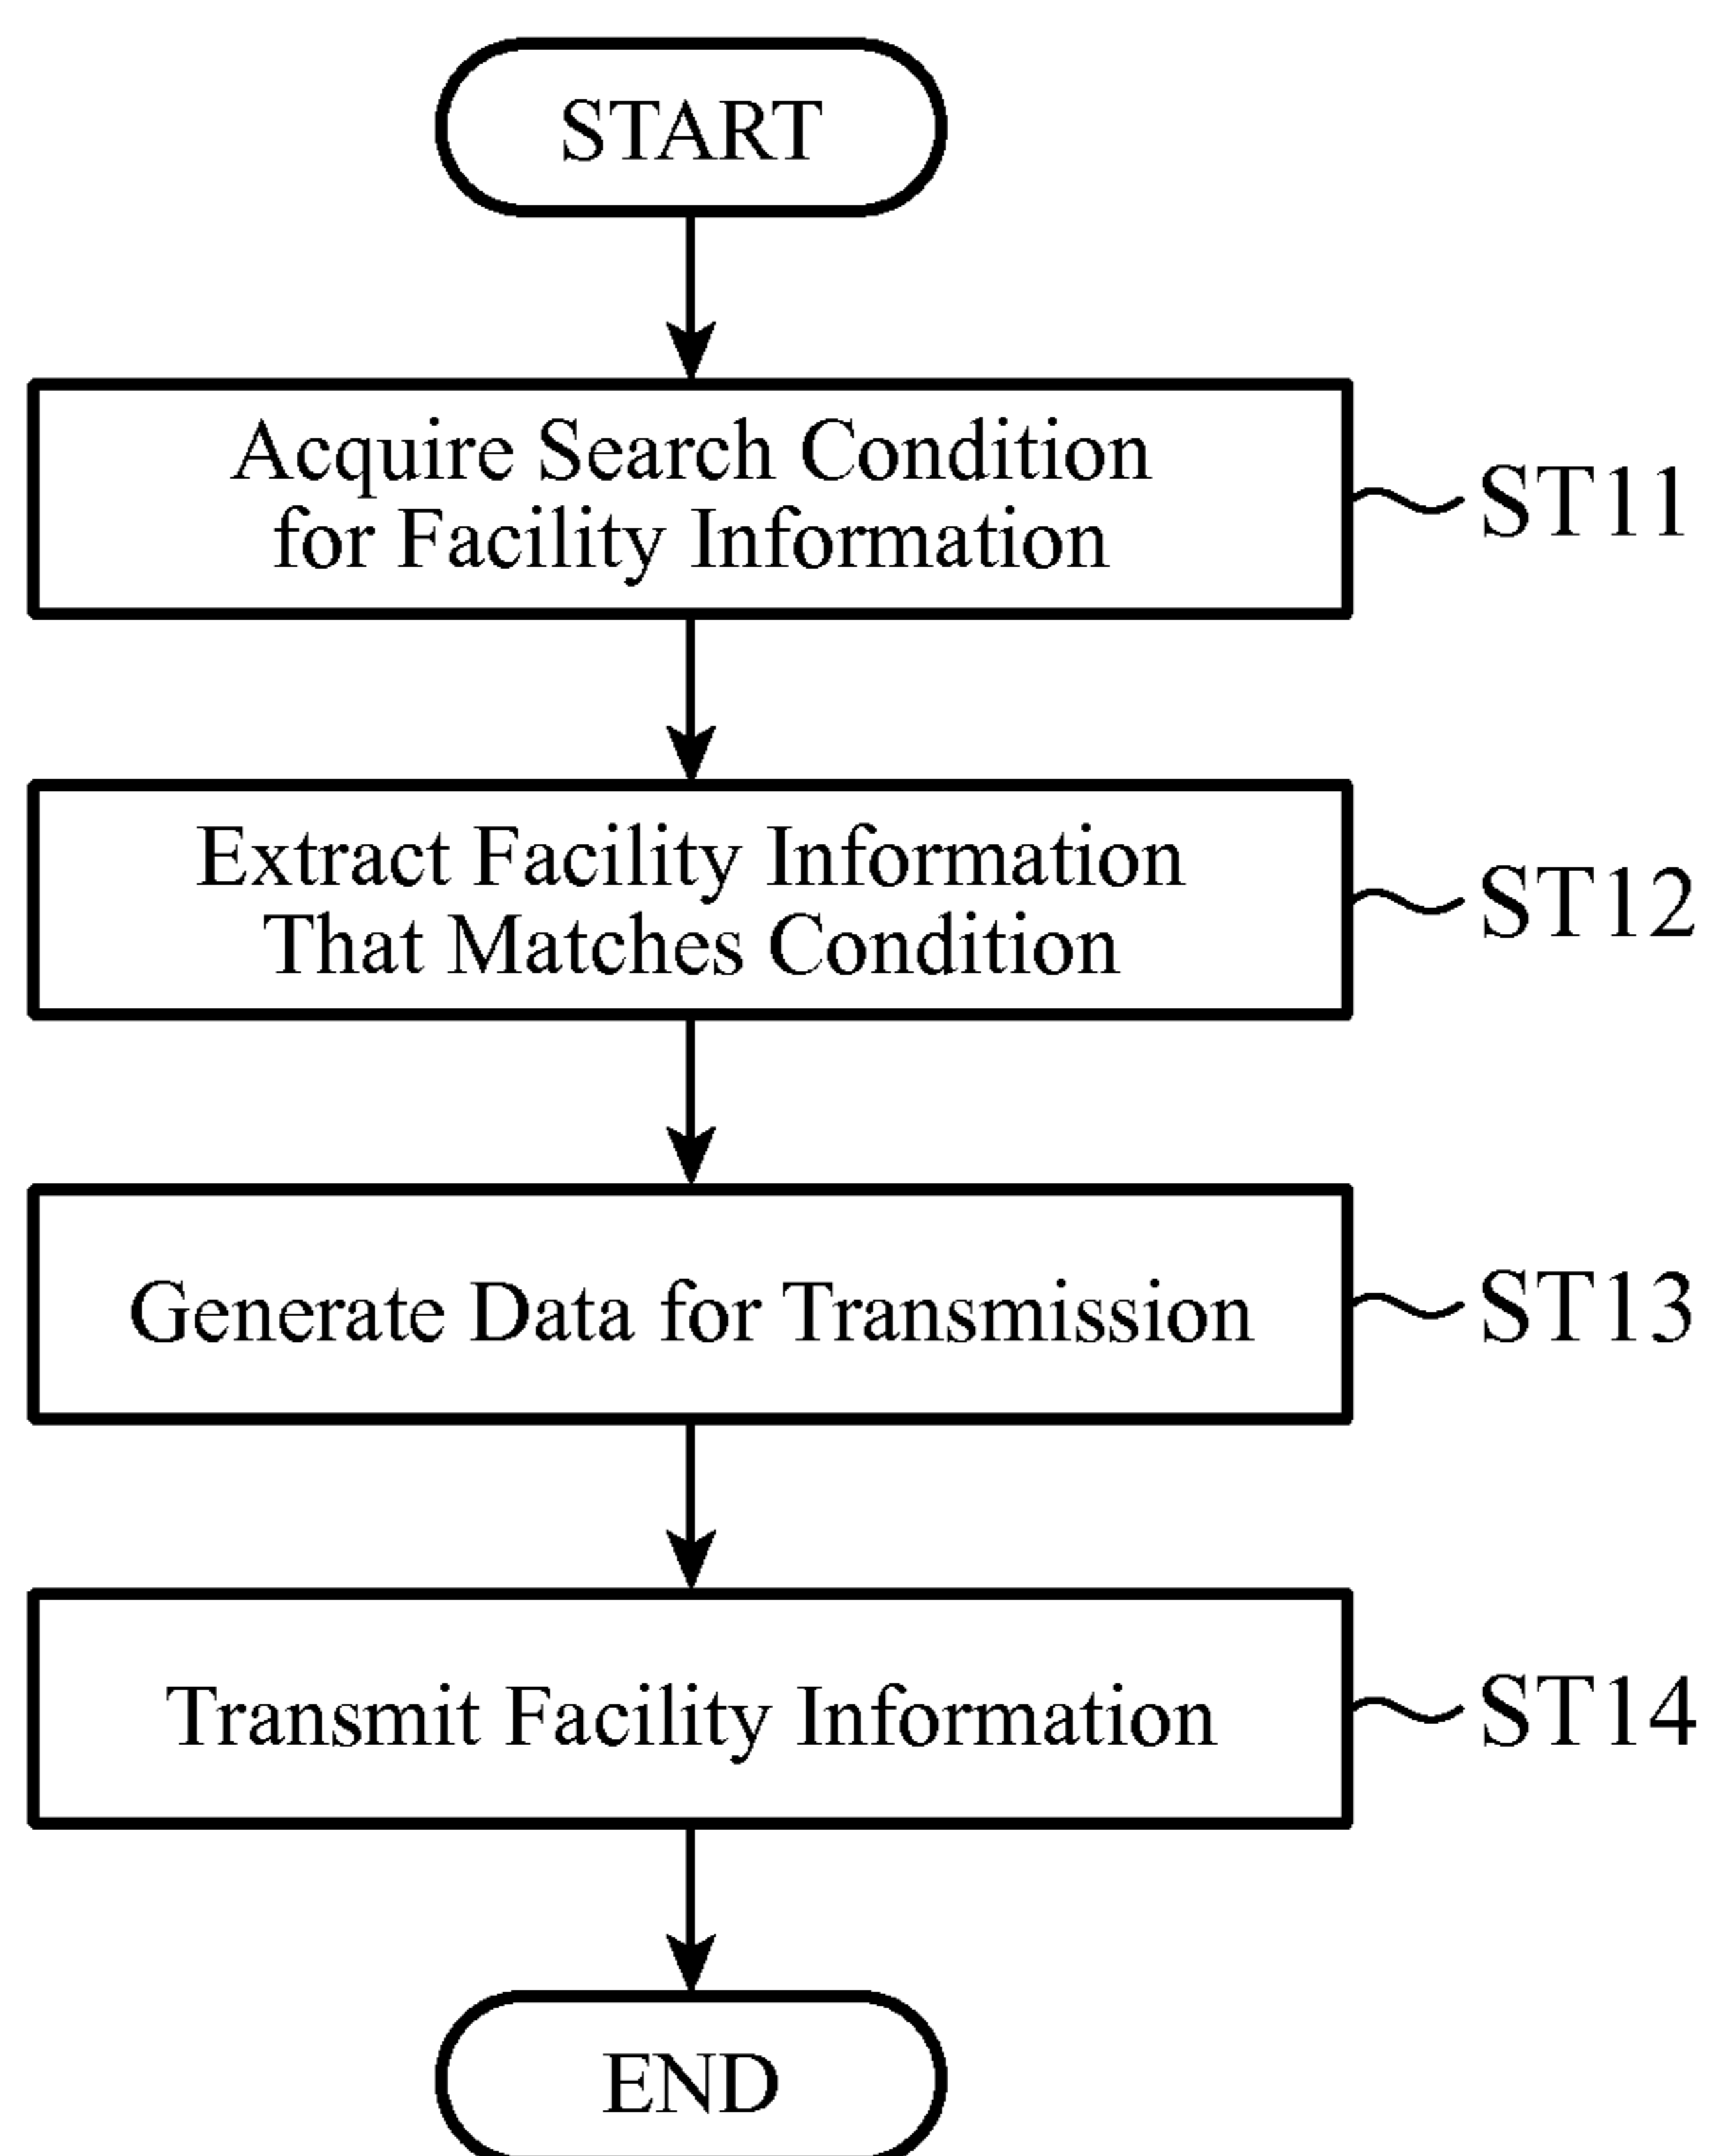 START
Acquire Search Condition
for Facility Information
ST11
Extract Facility Information
That Matches Condition
ST12
Generate Data for Transmission
ST13
Transmit Facility Information
ST14
END